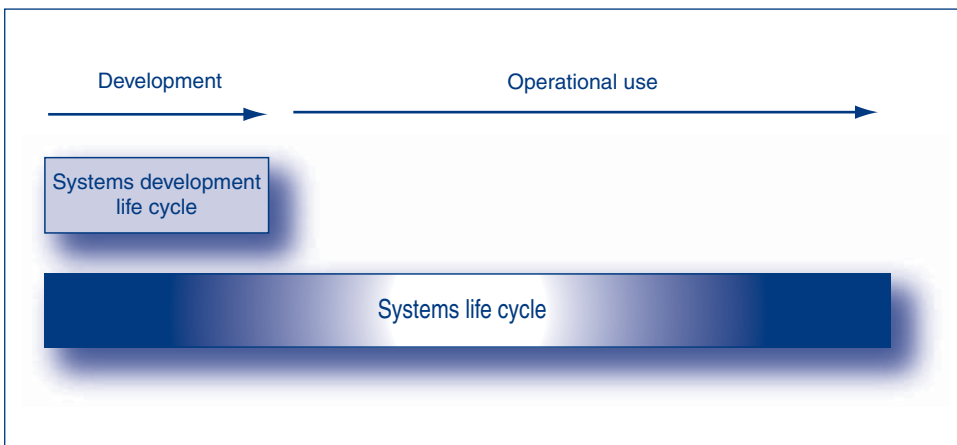 Development
Operational use
Systems development
life cycle
Systems life cycle